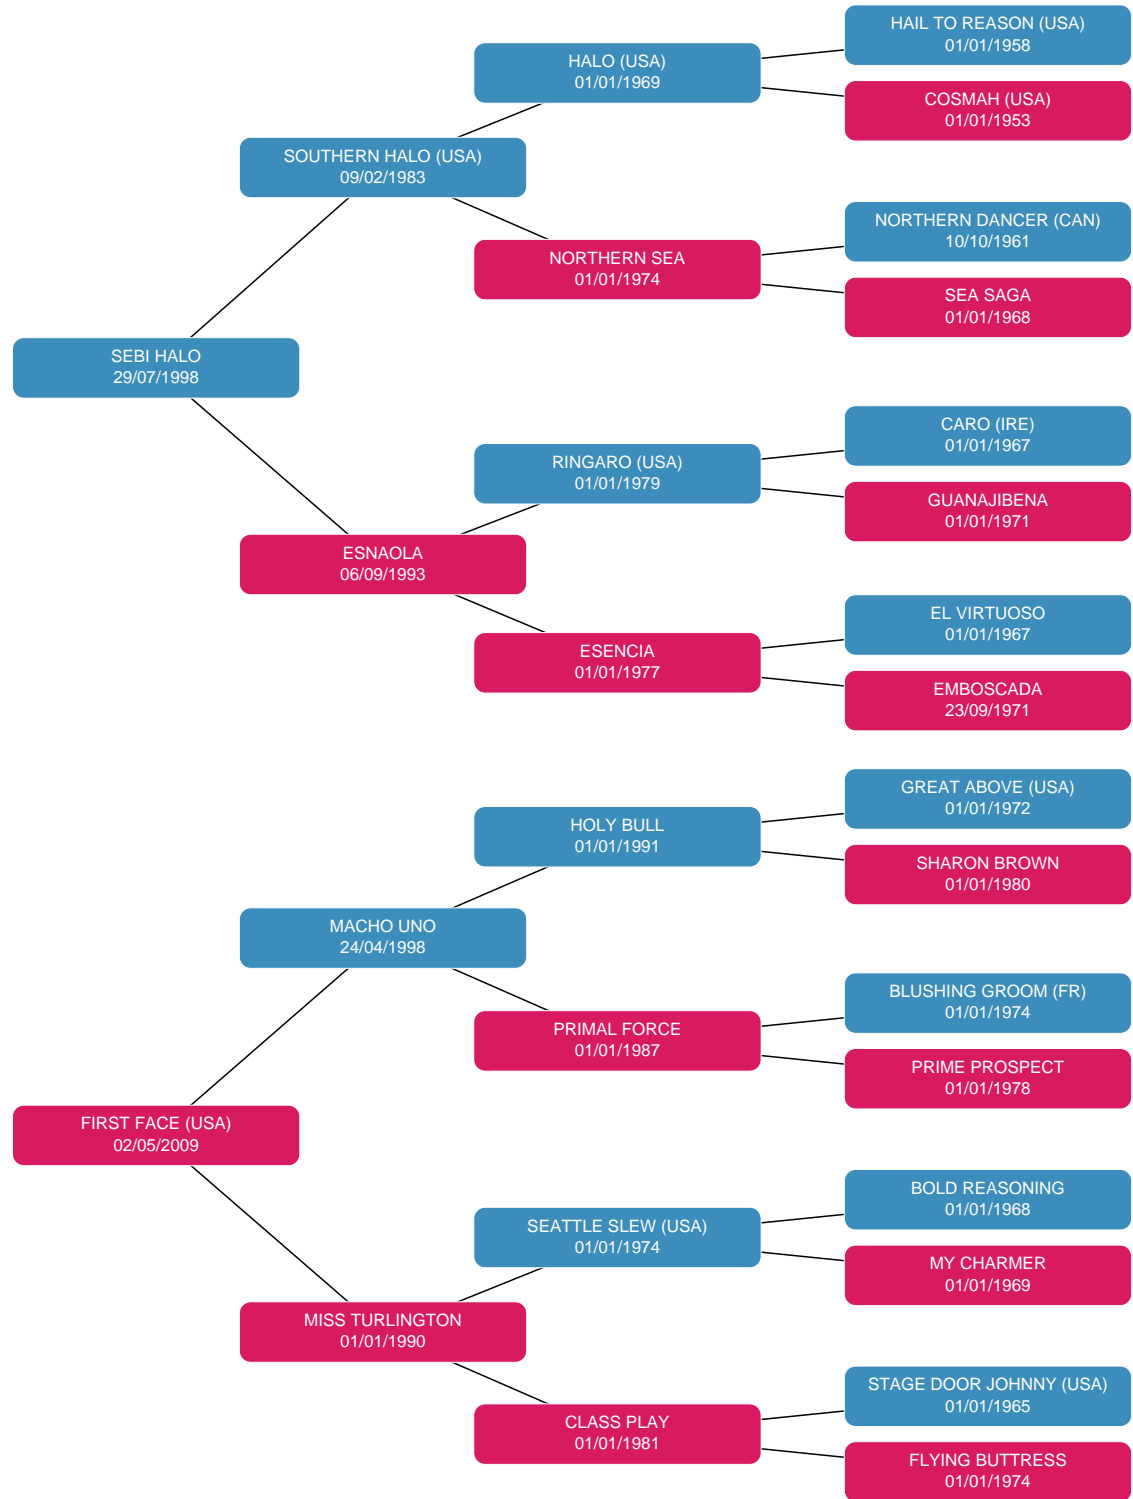 HAIL TO REASON (USA)
01/01/1958
HALO (USA)
01/01/1969
COSMAH (USA)
01/01/1953
SOUTHERN HALO (USA)
09/02/1983
NORTHERN DANCER (CAN)
10/10/1961
NORTHERN SEA
01/01/1974
SEA SAGA
01/01/1968
SEBI HALO
29/07/1998
CARO (IRE)
01/01/1967
RINGARO (USA)
01/01/1979
GUANAJIBENA
01/01/1971
ESNAOLA
06/09/1993
EL VIRTUOSO
01/01/1967
ESENCIA
01/01/1977
EMBOSCADA
23/09/1971
GREAT ABOVE (USA)
01/01/1972
HOLY BULL
01/01/1991
SHARON BROWN
01/01/1980
MACHO UNO
24/04/1998
BLUSHING GROOM (FR)
01/01/1974
PRIMAL FORCE
01/01/1987
PRIME PROSPECT
01/01/1978
FIRST FACE (USA)
02/05/2009
BOLD REASONING
01/01/1968
SEATTLE SLEW (USA)
01/01/1974
MY CHARMER
01/01/1969
MISS TURLINGTON
01/01/1990
STAGE DOOR JOHNNY (USA)
01/01/1965
CLASS PLAY
01/01/1981
FLYING BUTTRESS
01/01/1974